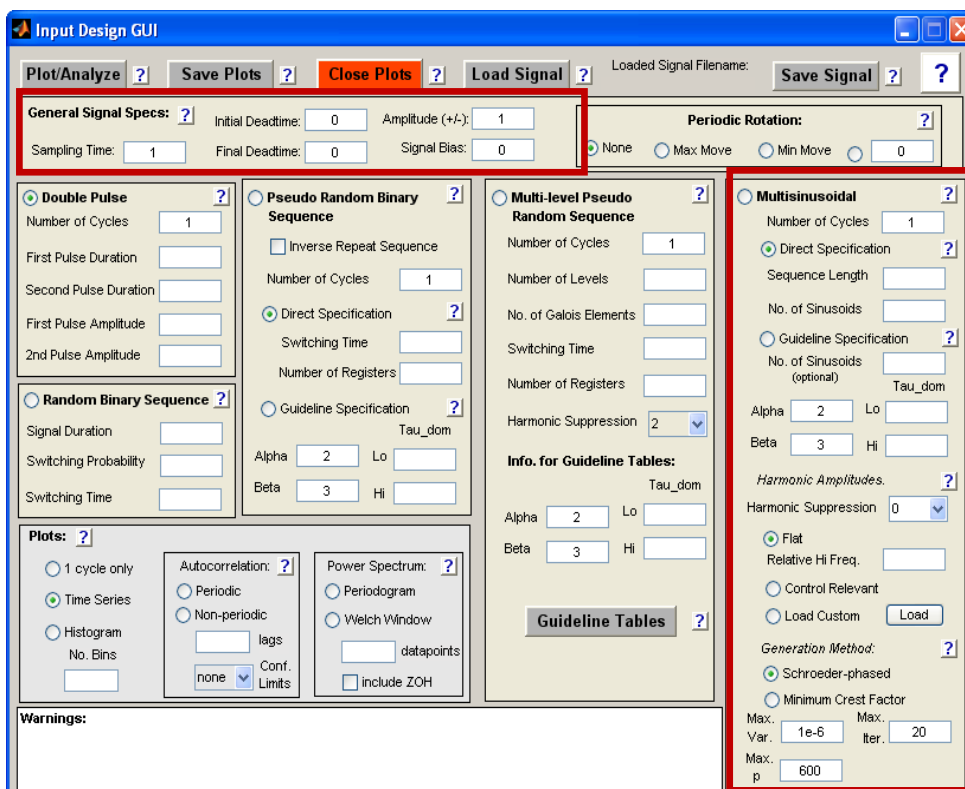 Input Design GUI
Plot/Analyze ? Save Plots ? Close Plots ? Load Signal ? Loaded Signal Filename: Save Signal ? ?
General Signal Specs: ? Initial Deadtime: 0 Amplitude (+/-): 1
Sampling Time: 1 Final Deadtime: 0 Signal Bias: 0
Periodic Rotation: ?
None Max Move Min Move 0
Double Pulse ?
Number of Cycles 1
First Pulse Duration
Second Pulse Duration
First Pulse Amplitude
2nd Pulse Amplitude
Random Binary Sequence ?
Signal Duration
Switching Probability
Switching Time
Pseudo Random Binary ?
Sequence
Inverse Repeat Sequence
Number of Cycles 1
Direct Specification ?
Switching Time
Number of Registers
Guideline Specification ?
Tau_dom
Alpha 2 Lo
Beta 3 Hi
Multi-level Pseudo ?
Random Sequence
Number of Cycles 1
Number of Levels
No. of Galois Elements
Switching Time
Number of Registers
Harmonic Suppression 2
Info. for Guideline Tables:
Tau_dom
Alpha 2 Lo
Beta 3 Hi
Guideline Tables ?
Multisinusoidal ?
Number of Cycles 1
Direct Specification ?
Sequence Length
No. of Sinusoids
Guideline Specification ?
No. of Sinusoids
(optional)
Tau_dom
Alpha 2 Lo
Beta 3 Hi
Harmonic Amplitudes. ?
Harmonic Suppression 0
Flat
Relative Hi Freq.
Control Relevant
Load Custom Load
Generation Method: ?
Schroeder-phased
Minimum Crest Factor
Max. Var. 1e-6 Max. Iter. 20
Max. p 600
Plots: ?
1 cycle only
Time Series
Histogram
No. Bins
Autocorrelation: ?
Periodic
Non-periodic
lags
none Conf. Limits
Power Spectrum: ?
Periodogram
Welch Window
datapoints
include ZOH
Warnings: